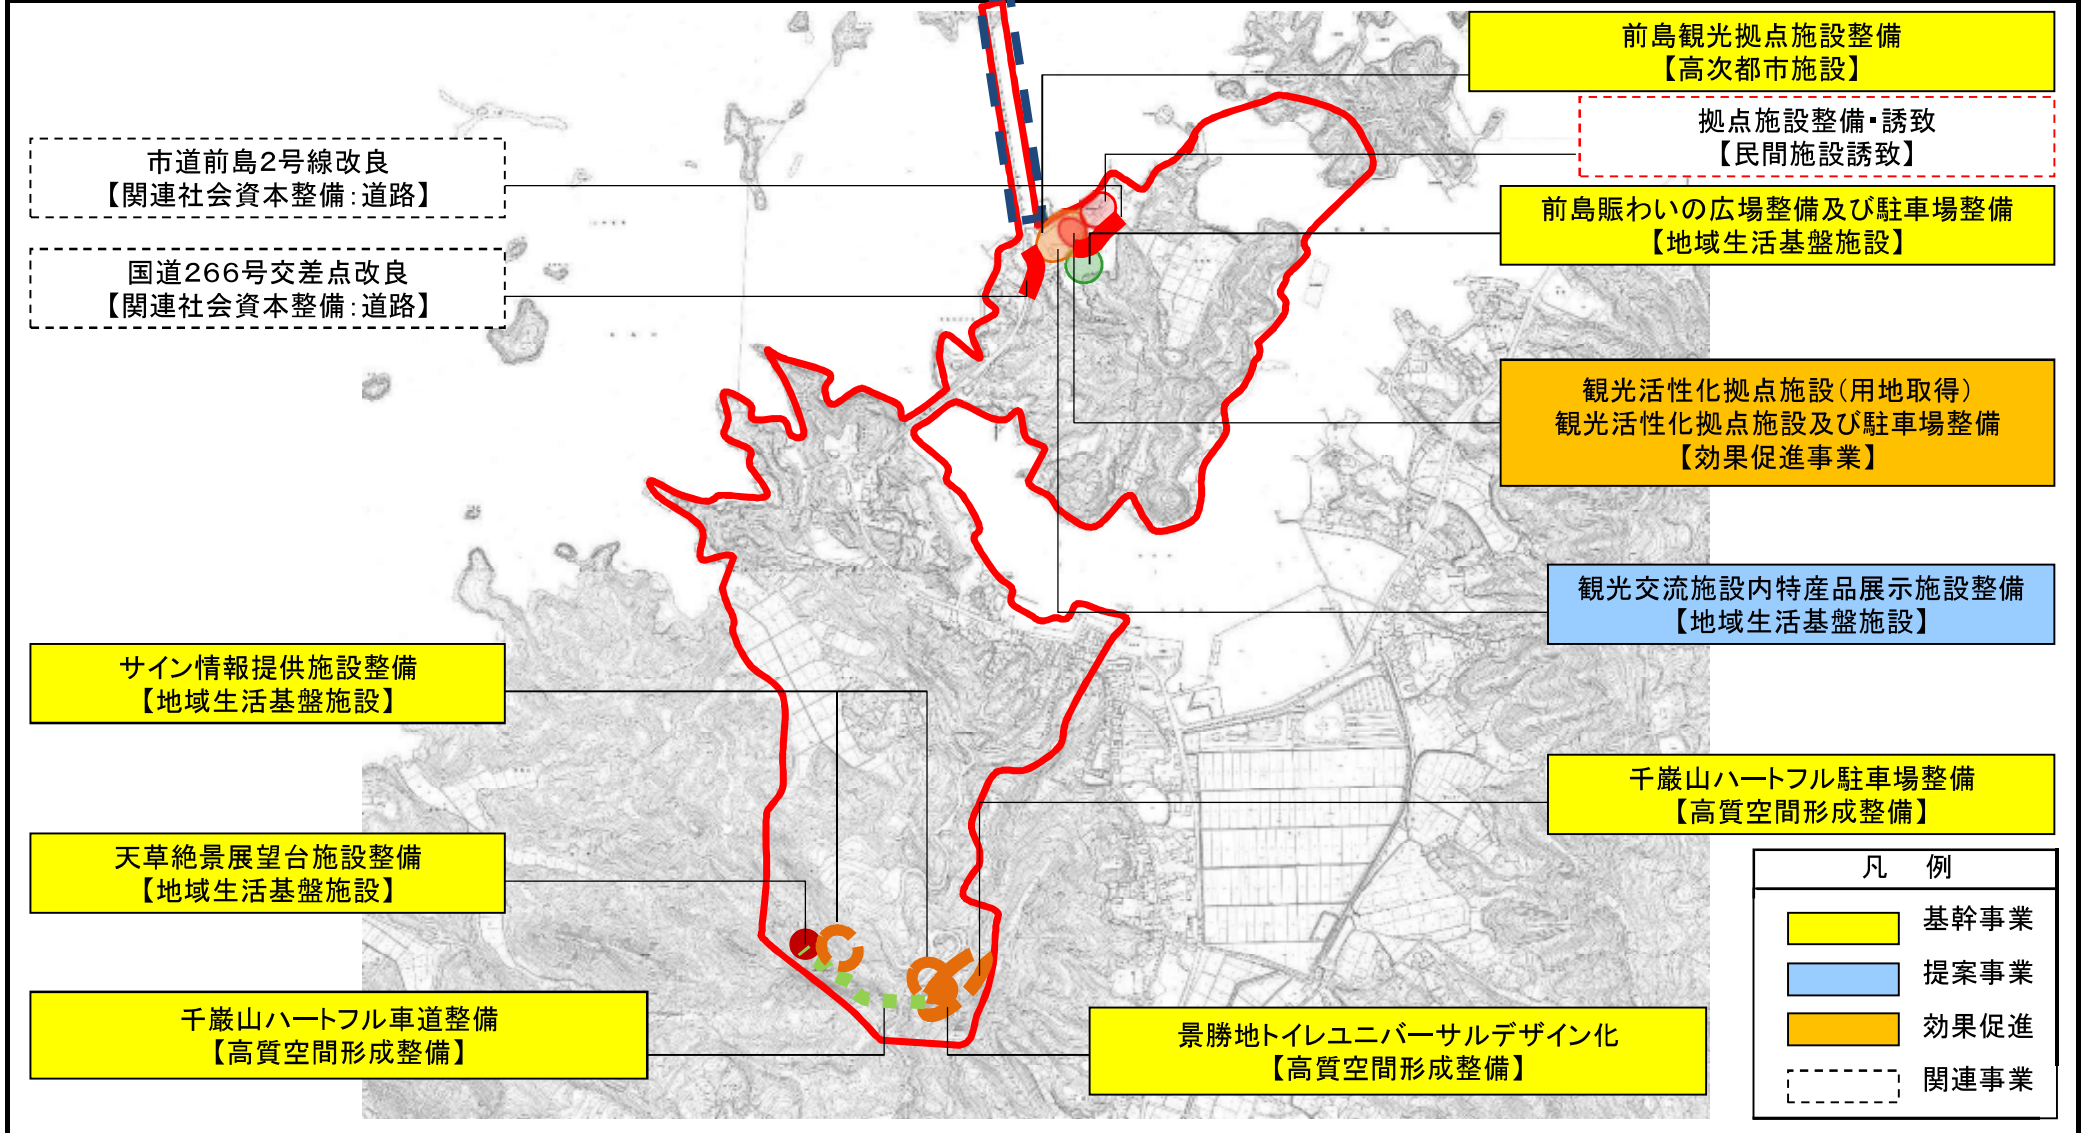 前島観光拠点施設整備
【高次都市施設】
拠点施設整備・誘致
【民間施設誘致】
市道前島2号線改良
【関連社会資本整備：道路】
前島賑わいの広場整備及び駐車場整備
【地域生活基盤施設】
国道266号交差点改良
【関連社会資本整備：道路】
観光活性化拠点施設（用地取得）
観光活性化拠点施設及び駐車場整備
【効果促進事業】
観光交流施設内特産品展示施設整備
【地域生活基盤施設】
サイン情報提供施設整備
【地域生活基盤施設】
千巌山ハートフル駐車場整備
【高質空間形成整備】
天草絶景展望台施設整備
【地域生活基盤施設】
千巌山ハートフル車道整備
【高質空間形成整備】
景勝地トイレユニバーサルデザイン化
【高質空間形成整備】
凡　例
基幹事業
提案事業
効果促進
関連事業